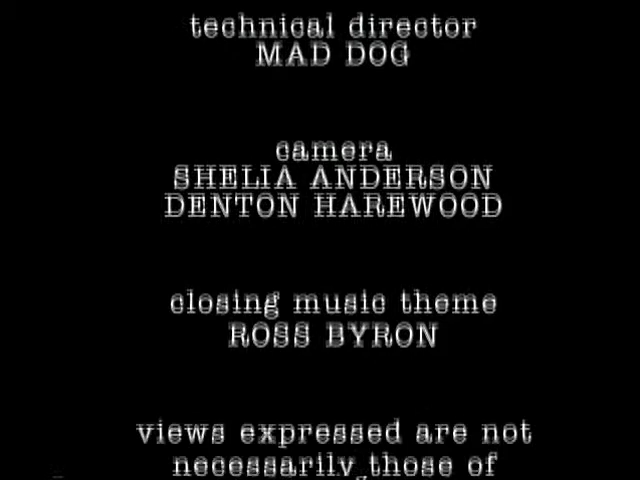 technical director
MAD DOG
camera
SHELIA ANDERSON
DENTON HAREWOOD
closing music theme
ROSS BYRON
views expressed are not
necessarily those of